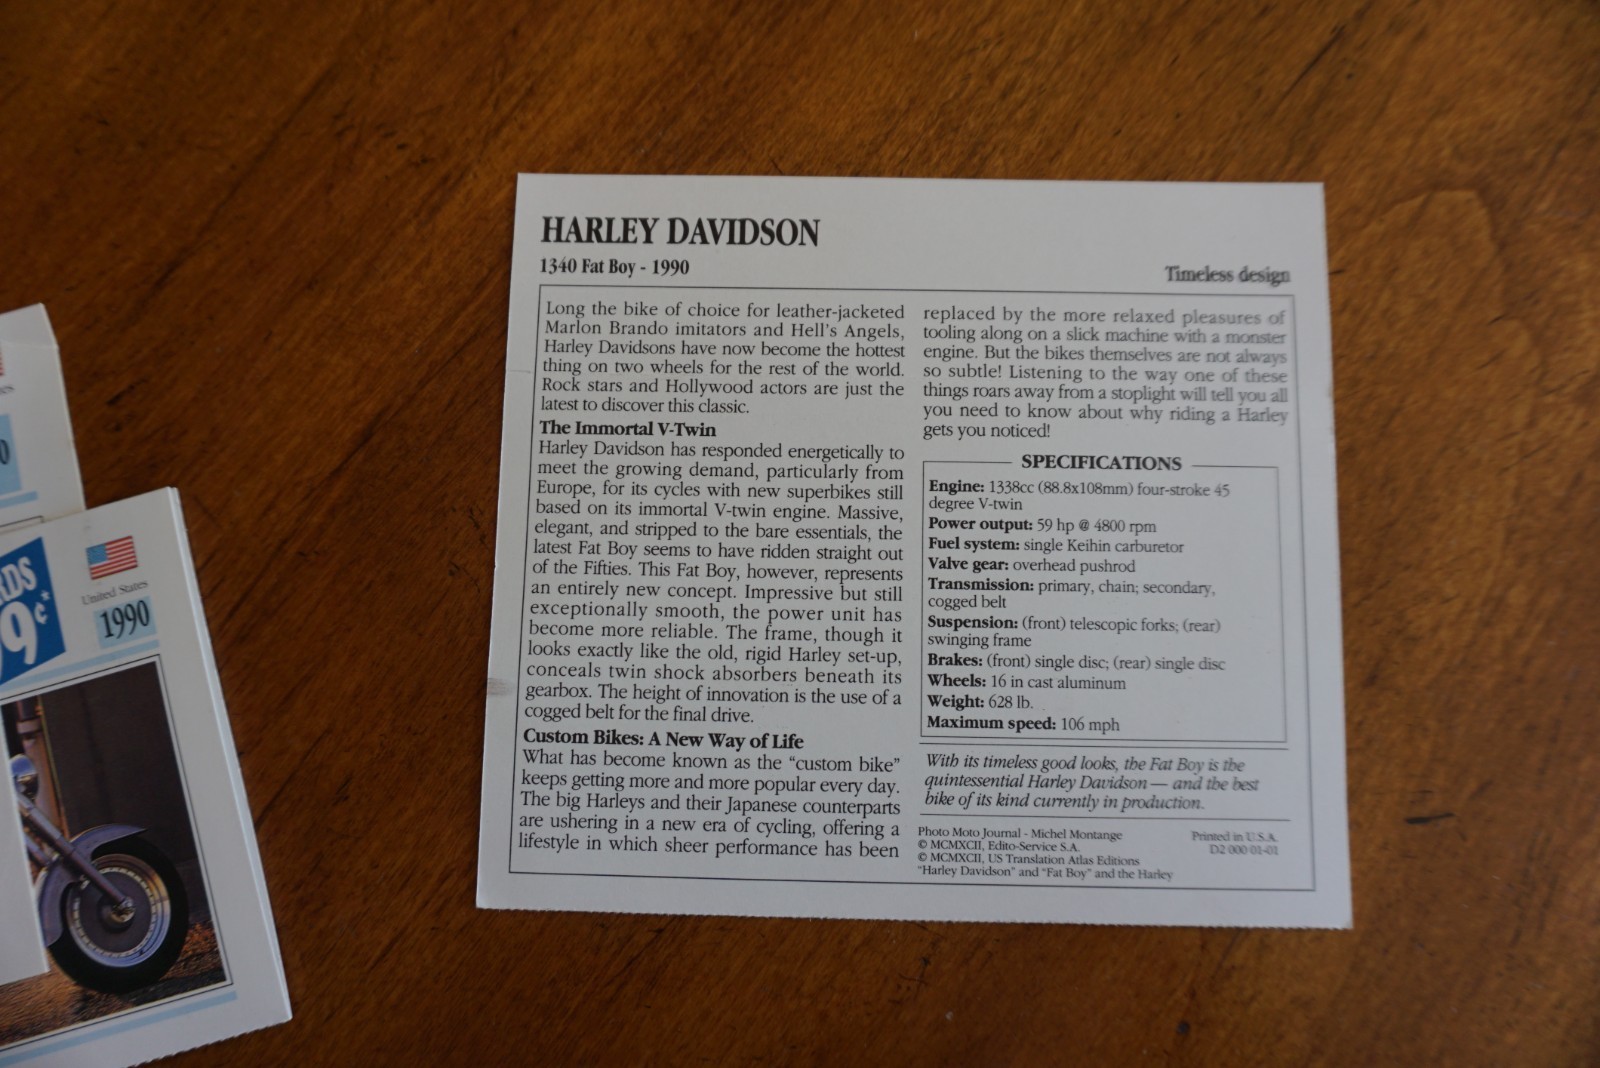 HARLEY DAVIDSON
1340 Fat Boy - 1990
Timeless design
Long the bike of choice for leather-jacketed
Marlon Brando imitators and Hell's Angels,
Harley Davidsons have now become the hottest
thing on two wheels for the rest of the world.
Rock stars and Hollywood actors are just the
latest to discover this classic.
The Immortal V-Twin
Harley Davidson has responded energetically to
meet the growing demand, particularly from
Europe, for its cycles with new superbikes still
based on its immortal V-twin engine. Massive,
elegant, and stripped to the bare essentials, the
latest Fat Boy seems to have ridden straight out
of the Fifties. This Fat Boy, however, represents
an entirely new concept. Impressive but still
exceptionally smooth, the power unit has
become more reliable. The frame, though it
looks exactly like the old, rigid Harley set-up,
conceals twin shock absorbers beneath its
gearbox. The height of innovation is the use of a
cogged belt for the final drive.
Custom Bikes: A New Way of Life
What has become known as the “custom bike”
keeps getting more and more popular every day.
The big Harleys and their Japanese counterparts
are ushering in a new era of cycling, offering a
lifestyle in which sheer performance has been
replaced by the more relaxed pleasures of
tooling along on a slick machine with a monster
engine. But the bikes themselves are not always
so subtle! Listening to the way one of these
things roars away from a stoplight will tell you all
you need to know about why riding a Harley
gets you noticed!
SPECIFICATIONS
Engine: 1338cc (88.8x108mm) four-stroke 45
degree V-twin
Power output: 59 hp @ 4800 rpm
Fuel system: single Keihin carburetor
Valve gear: overhead pushrod
Transmission: primary, chain; secondary,
cogged belt
Suspension: (front) telescopic forks; (rear)
swinging frame
Brakes: (front) single disc; (rear) single disc
Wheels: 16 in cast aluminum
Weight: 628 lb.
Maximum speed: 106 mph
With its timeless good looks, the Fat Boy is the
quintessential Harley Davidson — and the best
bike of its kind currently in production.
Photo Moto Journal - Michel Montange
© MCMXCII, Edito-Service S.A.
© MCMXCII, US Translation Atlas Editions
“Harley Davidson” and “Fat Boy” and the Harley
Printed in U.S.A.
D2 000 01-01
United States
1990
RDS
9¢*